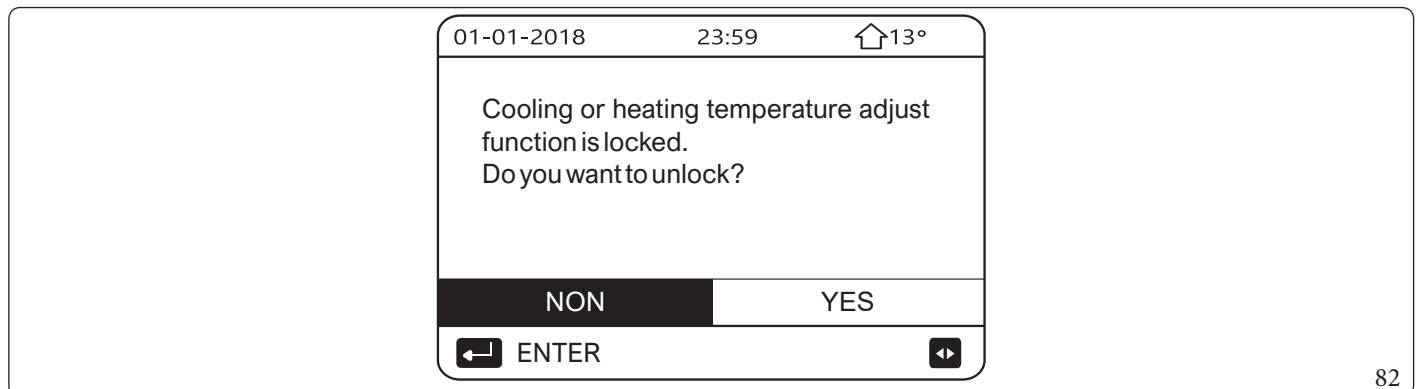 01-01-2018 23:59 13°
Cooling or heating temperature adjust
function is locked.
Do you want to unlock?
NON YES
ENTER
82